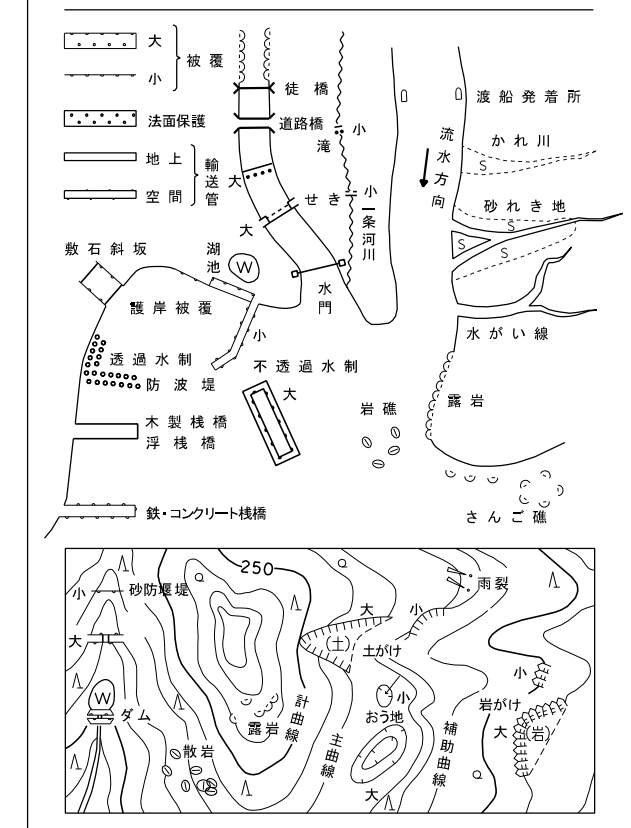 大
小
被覆
法面保護
地上
空間
輸送管
徒橋
道路橋
大
大
せき
小
滝
小
一条河川
流水方向
渡船発着所
かれ川
S
砂れき地
S
S
S
水がい線
敷石斜坂
湖池
W
護岸被覆
小
水門
透過水制
防波堤
不透過水制
大
木製桟橋
浮桟橋
鉄・コンクリート桟橋
岩礁
露岩
さんご礁
250
小
砂防堰堤
大
W
ダム
散岩
露岩
計曲線
主曲線
大
小
(土)
土がけ
小
おう地
大
補助曲線
雨裂
小
岩がけ
大
(岩)